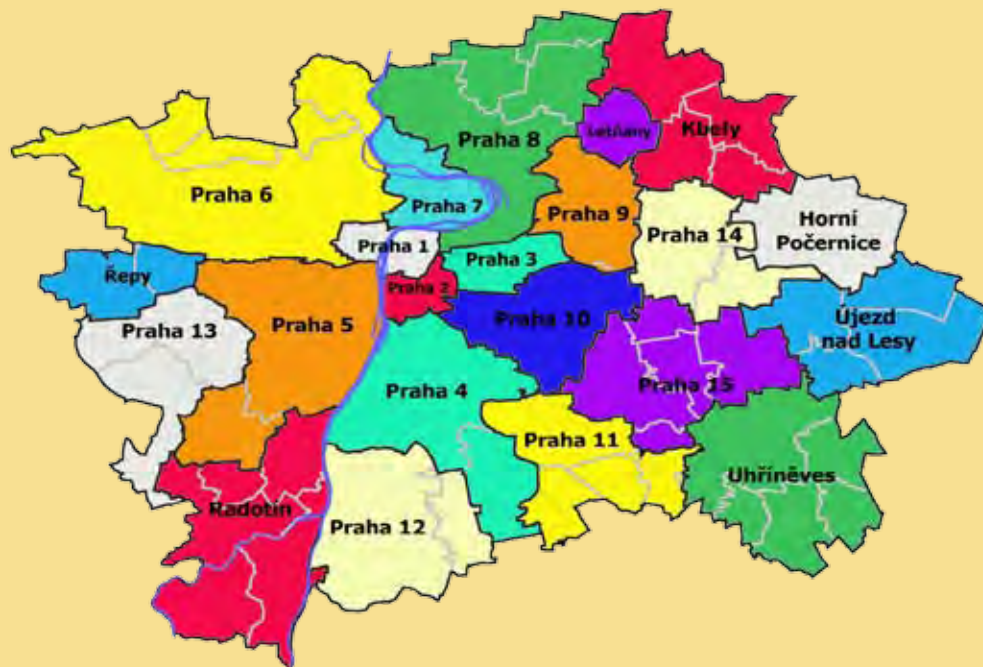 Praha 8
Letňany
Kbely
Praha 6
Praha 7
Praha 9
Horní
Počernice
Praha 14
Praha 1
Praha 3
Řepy
Praha 2
Praha 13
Praha 5
Praha 10
Újezd
nad Lesy
Praha 4
Praha 15
Praha 11
Uhříněves
Radotín
Praha 12